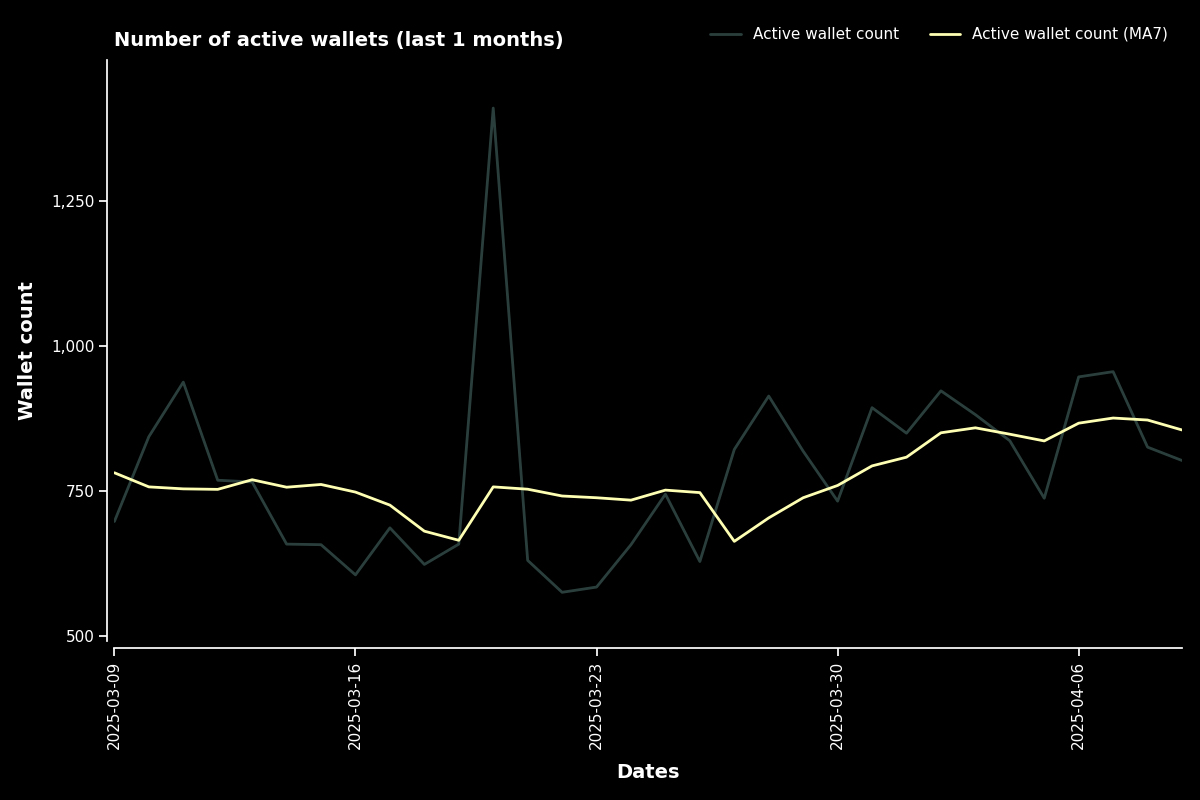 Number of active wallets (last 1 months)
Active wallet count
Active wallet count (MA7)
Wallet count
1,250
1,000
750
500
2025-03-09
2025-03-16
2025-03-23
2025-03-30
2025-04-06
Dates